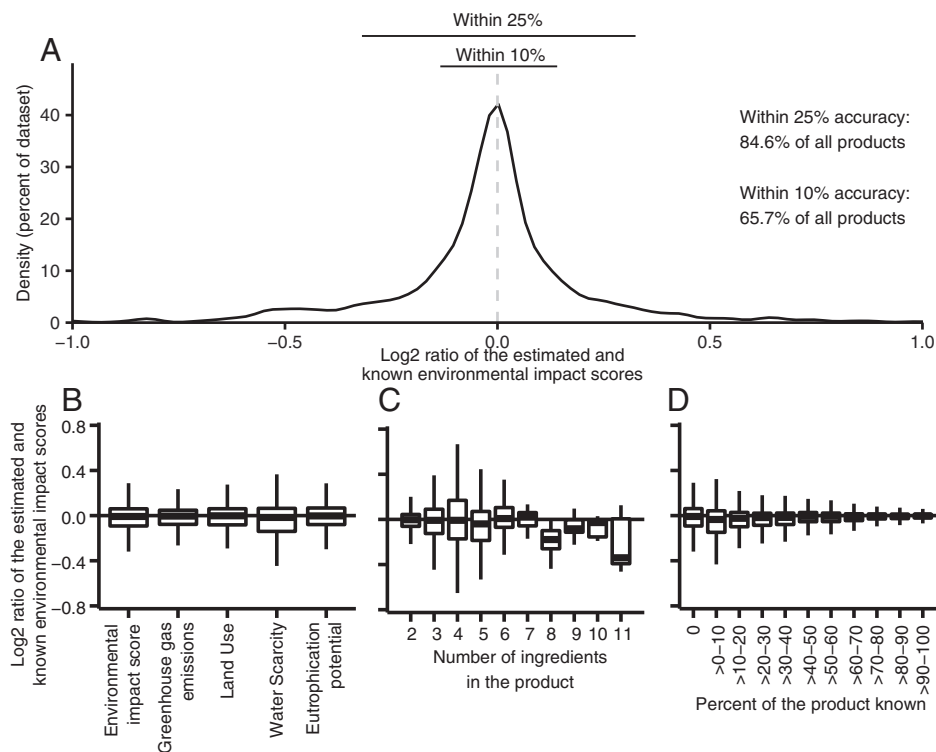 Within 25%
A
Within 10%
Density (percent of dataset)
40
30
20
10
0
Within 25% accuracy:
84.6% of all products
Within 10% accuracy:
65.7% of all products
−1.0
−0.5
0.0
0.5
1.0
Log2 ratio of the estimated and
known environmental impact scores
B
C
D
Log2 ratio of the estimated and
known environmental impact scores
0.8
0.4
0.0
−0.4
−0.8
Environmental
impact score
Greenhouse gas
emissions
Land Use
Water Scarcity
Eutrophication
potential
2 3 4 5 6 7 8 9 10 11
Number of ingredients
in the product
0
>0−10
>10−20
>20−30
>30−40
>40−50
>50−60
>60−70
>70−80
>80−90
>90−100
Percent of the product known